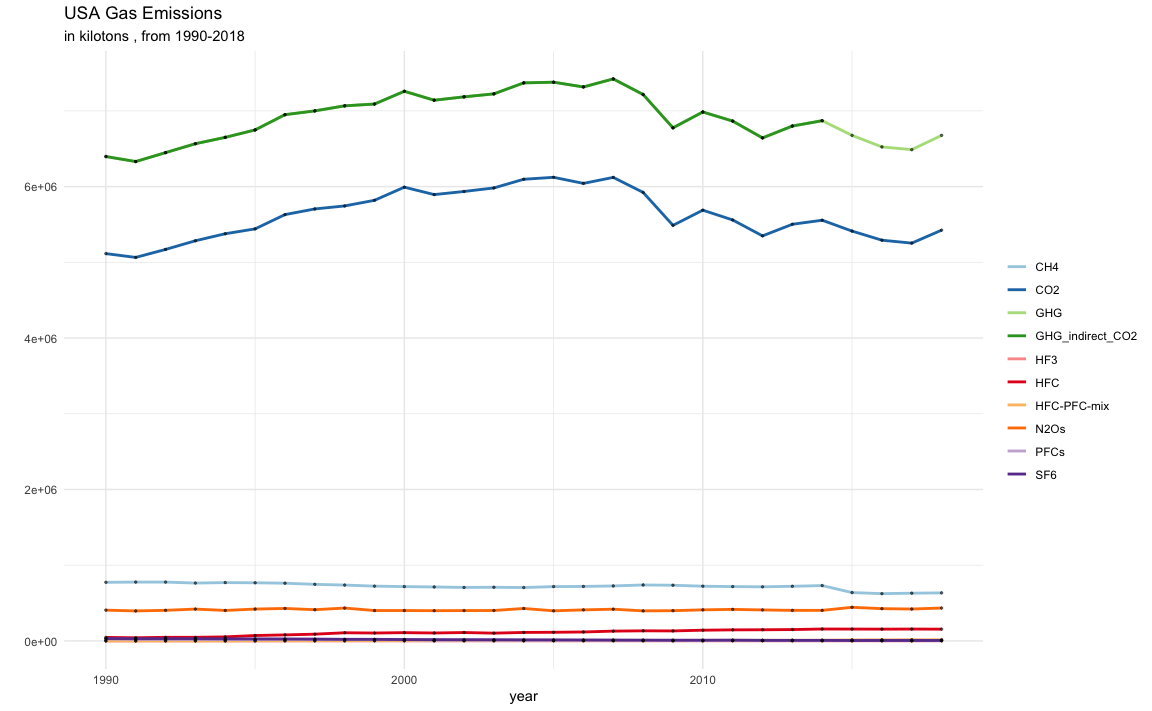 USA Gas Emissions
in kilotons , from 1990-2018
6e+06
4e+06
2e+06
0e+00
1990
2000
2010
year
CH4
CO2
GHG
GHG_indirect_CO2
HF3
HFC
HFC-PFC-mix
N2Os
PFCs
SF6